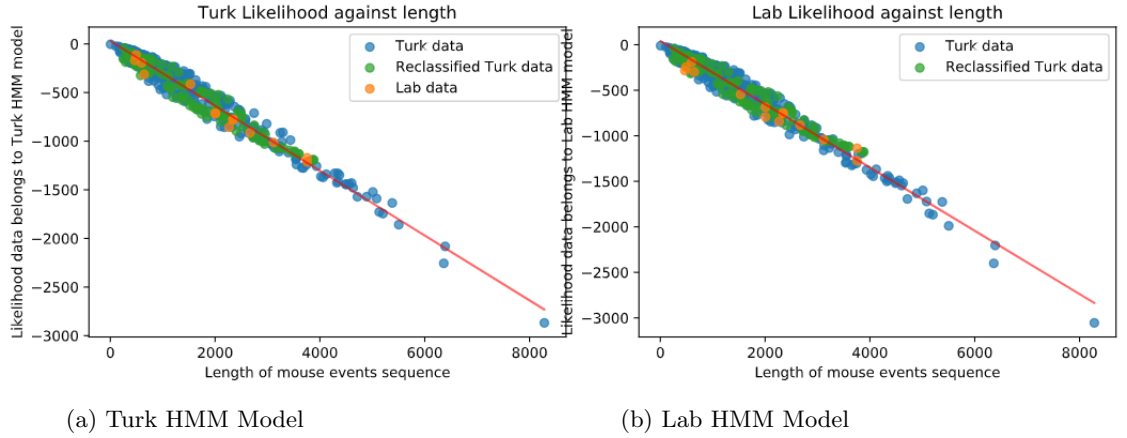 Turk Likelihood against length
Likelihood data belongs to Turk HMM model
0
−500
−1000
−1500
−2000
−2500
−3000
Turk data
Reclassified Turk data
Lab data
0 2000 4000 6000 8000
Length of mouse events sequence
(a) Turk HMM Model
Lab Likelihood against length
Likelihood data belongs to Lab HMM model
0
−500
−1000
−1500
−2000
−2500
−3000
Turk data
Reclassified Turk data
0 2000 4000 6000 8000
Length of mouse events sequence
(b) Lab HMM Model